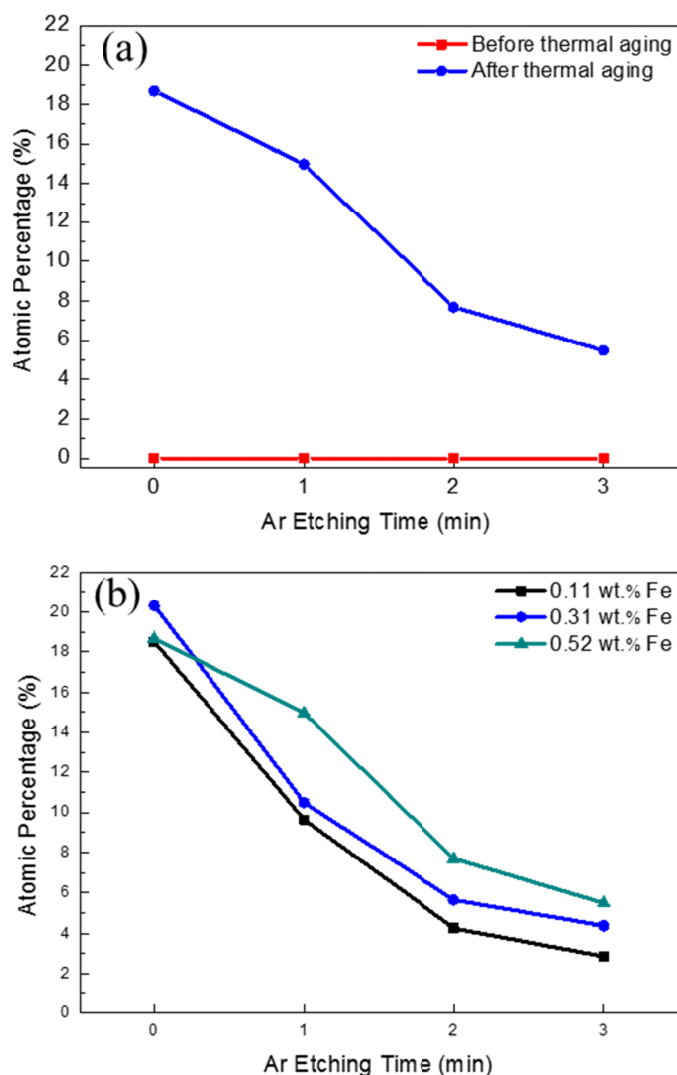 (a)
Before thermal aging
After thermal aging
22
20
18
16
14
12
10
8
6
4
2
0
Atomic Percentage (%)
0 1 2 3
Ar Etching Time (min)
(b)
0.11 wt.% Fe
0.31 wt.% Fe
0.52 wt.% Fe
22
20
18
16
14
12
10
8
6
4
2
0
Atomic Percentage (%)
0 1 2 3
Ar Etching Time (min)